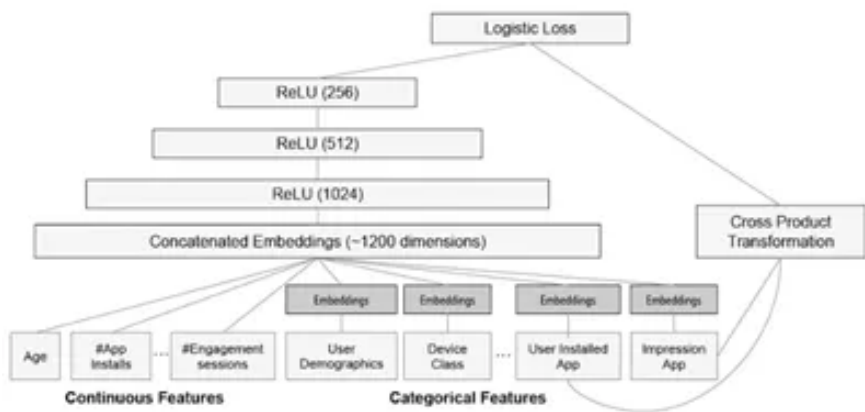 Logistic Loss
ReLU (256)
ReLU (512)
ReLU (1024)
Concatenated Embeddings (~1200 dimensions)
Cross Product
Transformation
Embeddings
Embeddings
Embeddings
Embeddings
Age
#App
Installs
...
#Engagement
sessions
User
Demographics
Device
Class
...
User Installed
App
Impression
App
Continuous Features
Categorical Features